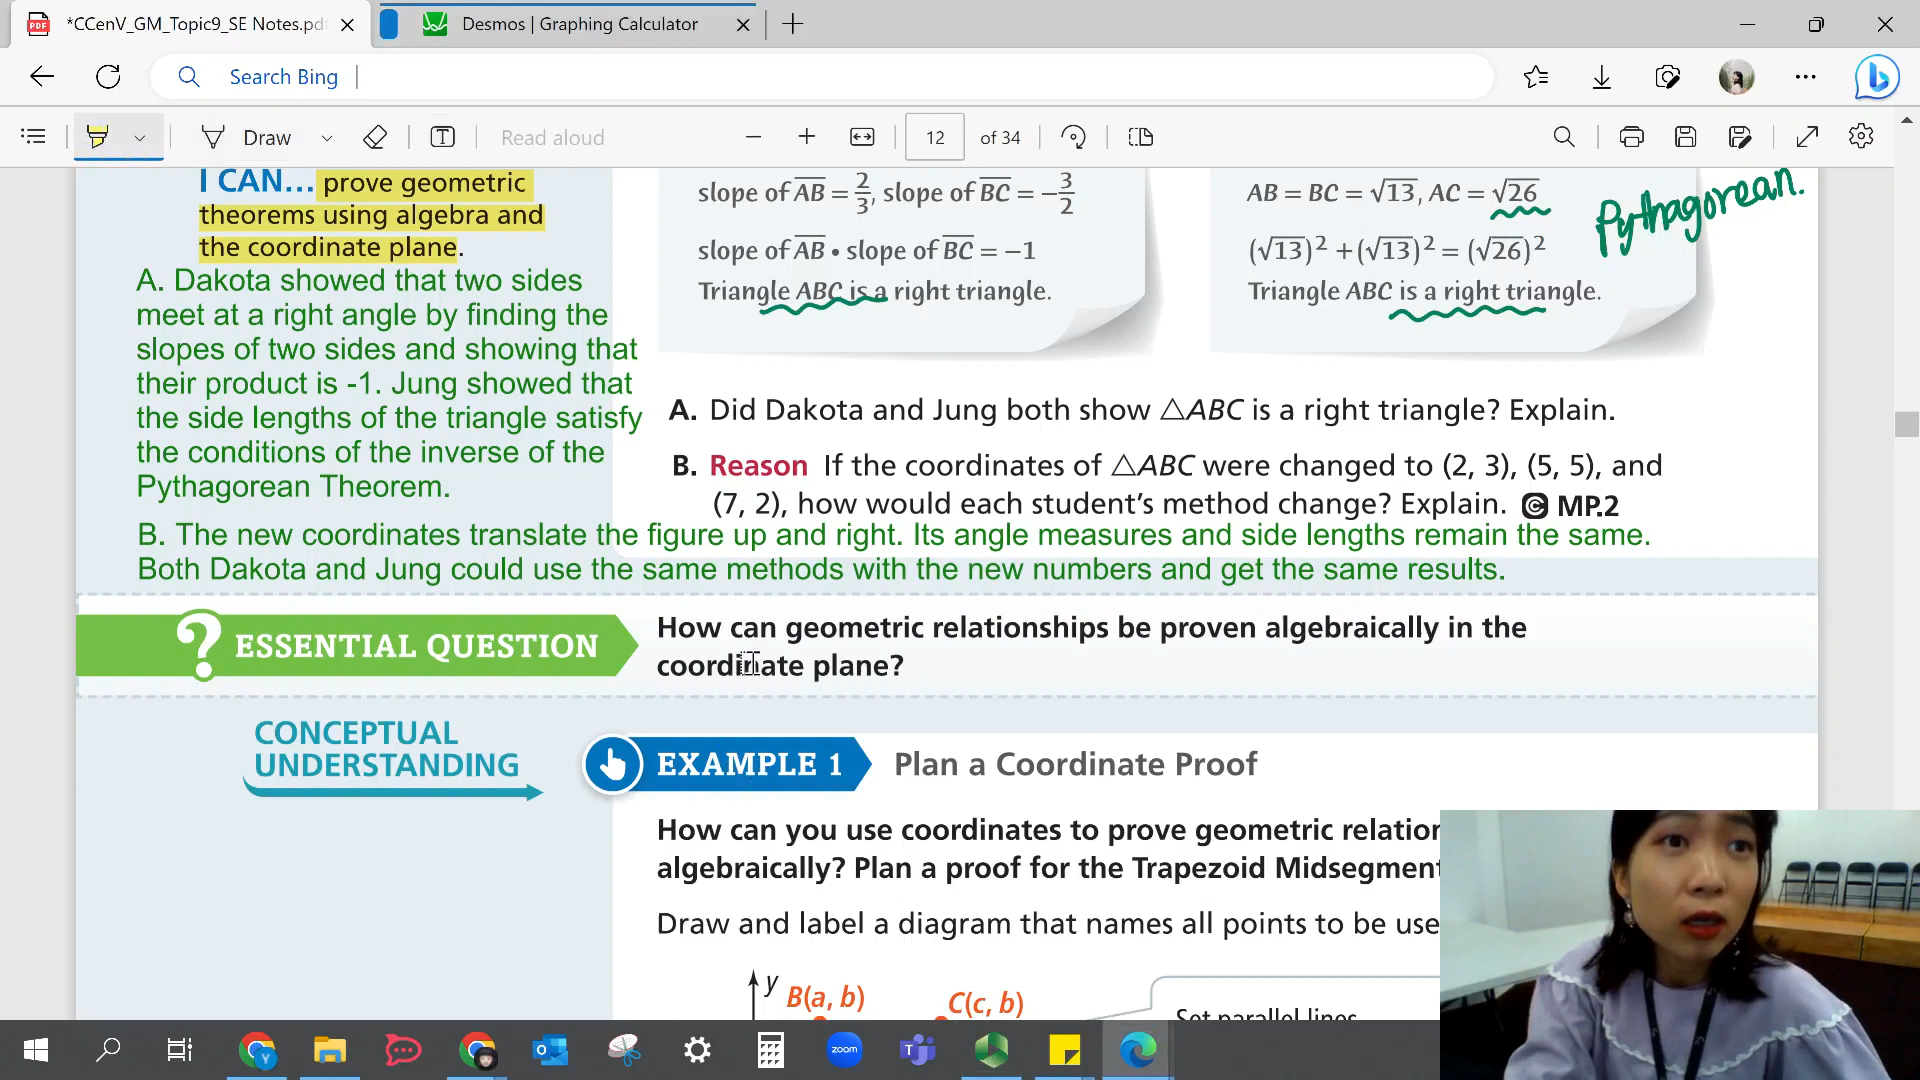 *CCenV_GM_Topic9_SE Notes.pdf
Desmos | Graphing Calculator
Search Bing
Draw
Read aloud
12
of 34
I CAN... prove geometric
theorems using algebra and
the coordinate plane.
A. Dakota showed that two sides
meet at a right angle by finding the
slopes of two sides and showing that
their product is -1. Jung showed that
the side lengths of the triangle satisfy
the conditions of the inverse of the
Pythagorean Theorem.
slope of AB = 2/3, slope of BC = −3/2
slope of AB • slope of BC = −1
Triangle ABC is a right triangle.
AB = BC = √13, AC = √26
(√13)² + (√13)² = (√26)²
Triangle ABC is a right triangle.
Pythagorean.
A. Did Dakota and Jung both show △ABC is a right triangle? Explain.
B. Reason If the coordinates of △ABC were changed to (2, 3), (5, 5), and
(7, 2), how would each student's method change? Explain. C MP.2
B. The new coordinates translate the figure up and right. Its angle measures and side lengths remain the same.
Both Dakota and Jung could use the same methods with the new numbers and get the same results.
? ESSENTIAL QUESTION
How can geometric relationships be proven algebraically in the
coordinate plane?
CONCEPTUAL
UNDERSTANDING
EXAMPLE 1 Plan a Coordinate Proof
How can you use coordinates to prove geometric relation
algebraically? Plan a proof for the Trapezoid Midsegment
Draw and label a diagram that names all points to be use
y
B(a, b)
C(c, b)
Set parallel lines
zoom